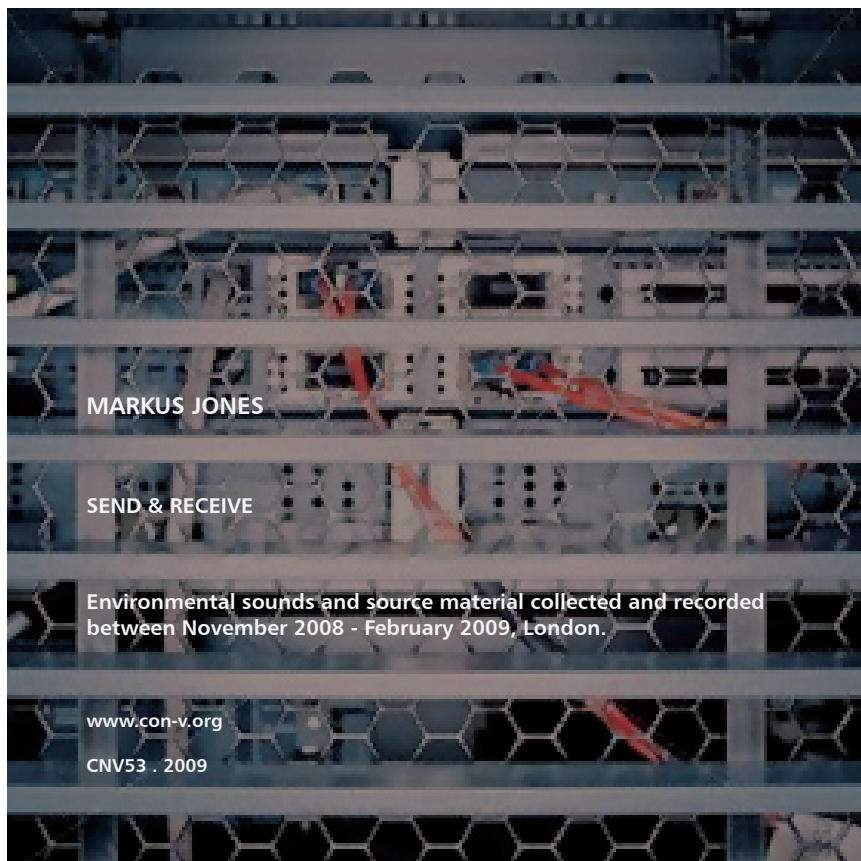 MARKUS JONES
SEND & RECEIVE
Environmental sounds and source material collected and recorded
between November 2008 - February 2009, London.
www.con-v.org
CNV53 . 2009